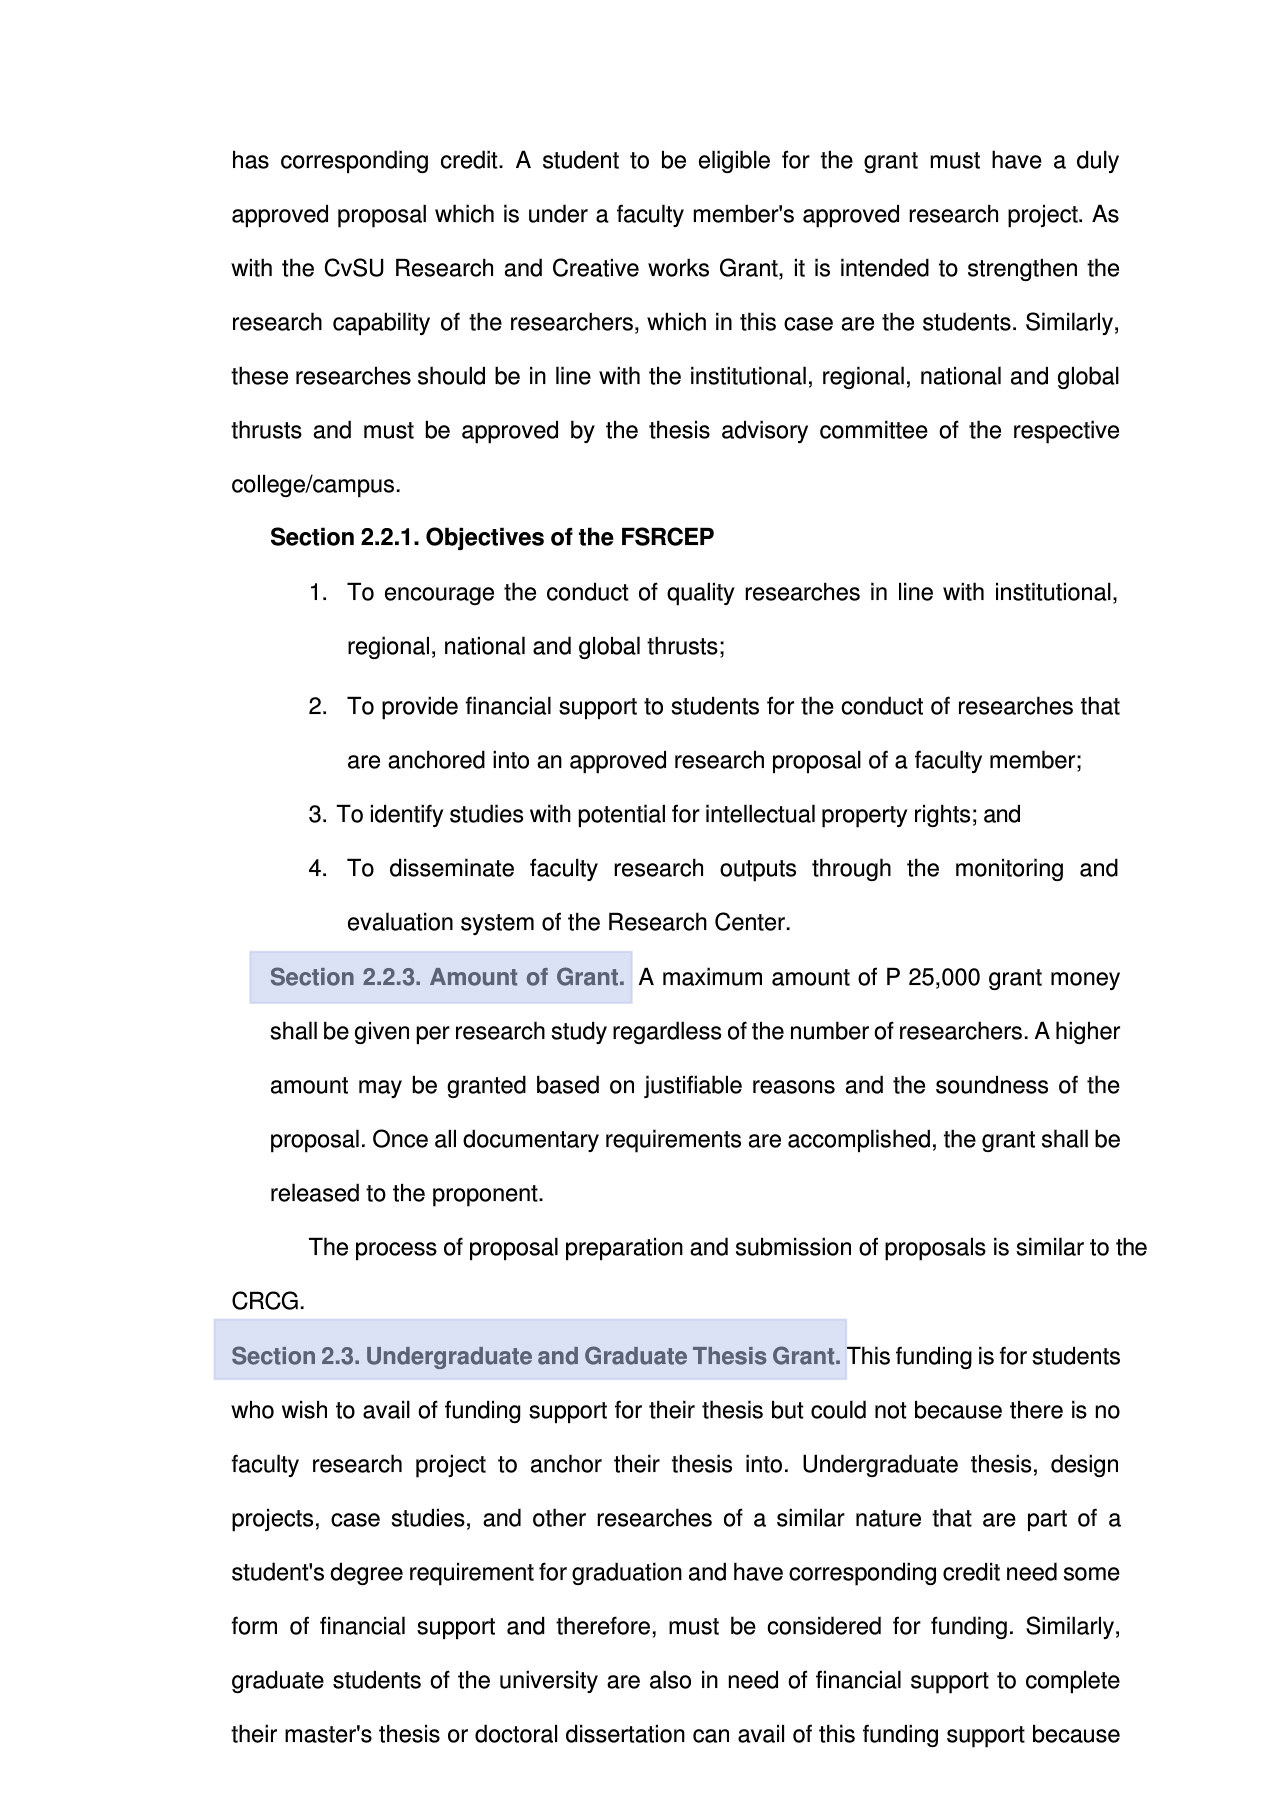 has corresponding credit. A student to be eligible for the grant must have a duly
approved proposal which is under a faculty member's approved research project. As
with the CvSU Research and Creative works Grant, it is intended to strengthen the
research capability of the researchers, which in this case are the students. Similarly,
these researches should be in line with the institutional, regional, national and global
thrusts and must be approved by the thesis advisory committee of the respective
college/campus.
Section 2.2.1. Objectives of the FSRCEP
1. To encourage the conduct of quality researches in line with institutional,
regional, national and global thrusts;
2. To provide financial support to students for the conduct of researches that
are anchored into an approved research proposal of a faculty member;
3. To identify studies with potential for intellectual property rights; and
4. To disseminate faculty research outputs through the monitoring and
evaluation system of the Research Center.
Section 2.2.3. Amount of Grant. A maximum amount of P 25,000 grant money
shall be given per research study regardless of the number of researchers. A higher
amount may be granted based on justifiable reasons and the soundness of the
proposal. Once all documentary requirements are accomplished, the grant shall be
released to the proponent.
The process of proposal preparation and submission of proposals is similar to the
CRCG.
Section 2.3. Undergraduate and Graduate Thesis Grant. This funding is for students
who wish to avail of funding support for their thesis but could not because there is no
faculty research project to anchor their thesis into. Undergraduate thesis, design
projects, case studies, and other researches of a similar nature that are part of a
student's degree requirement for graduation and have corresponding credit need some
form of financial support and therefore, must be considered for funding. Similarly,
graduate students of the university are also in need of financial support to complete
their master's thesis or doctoral dissertation can avail of this funding support because